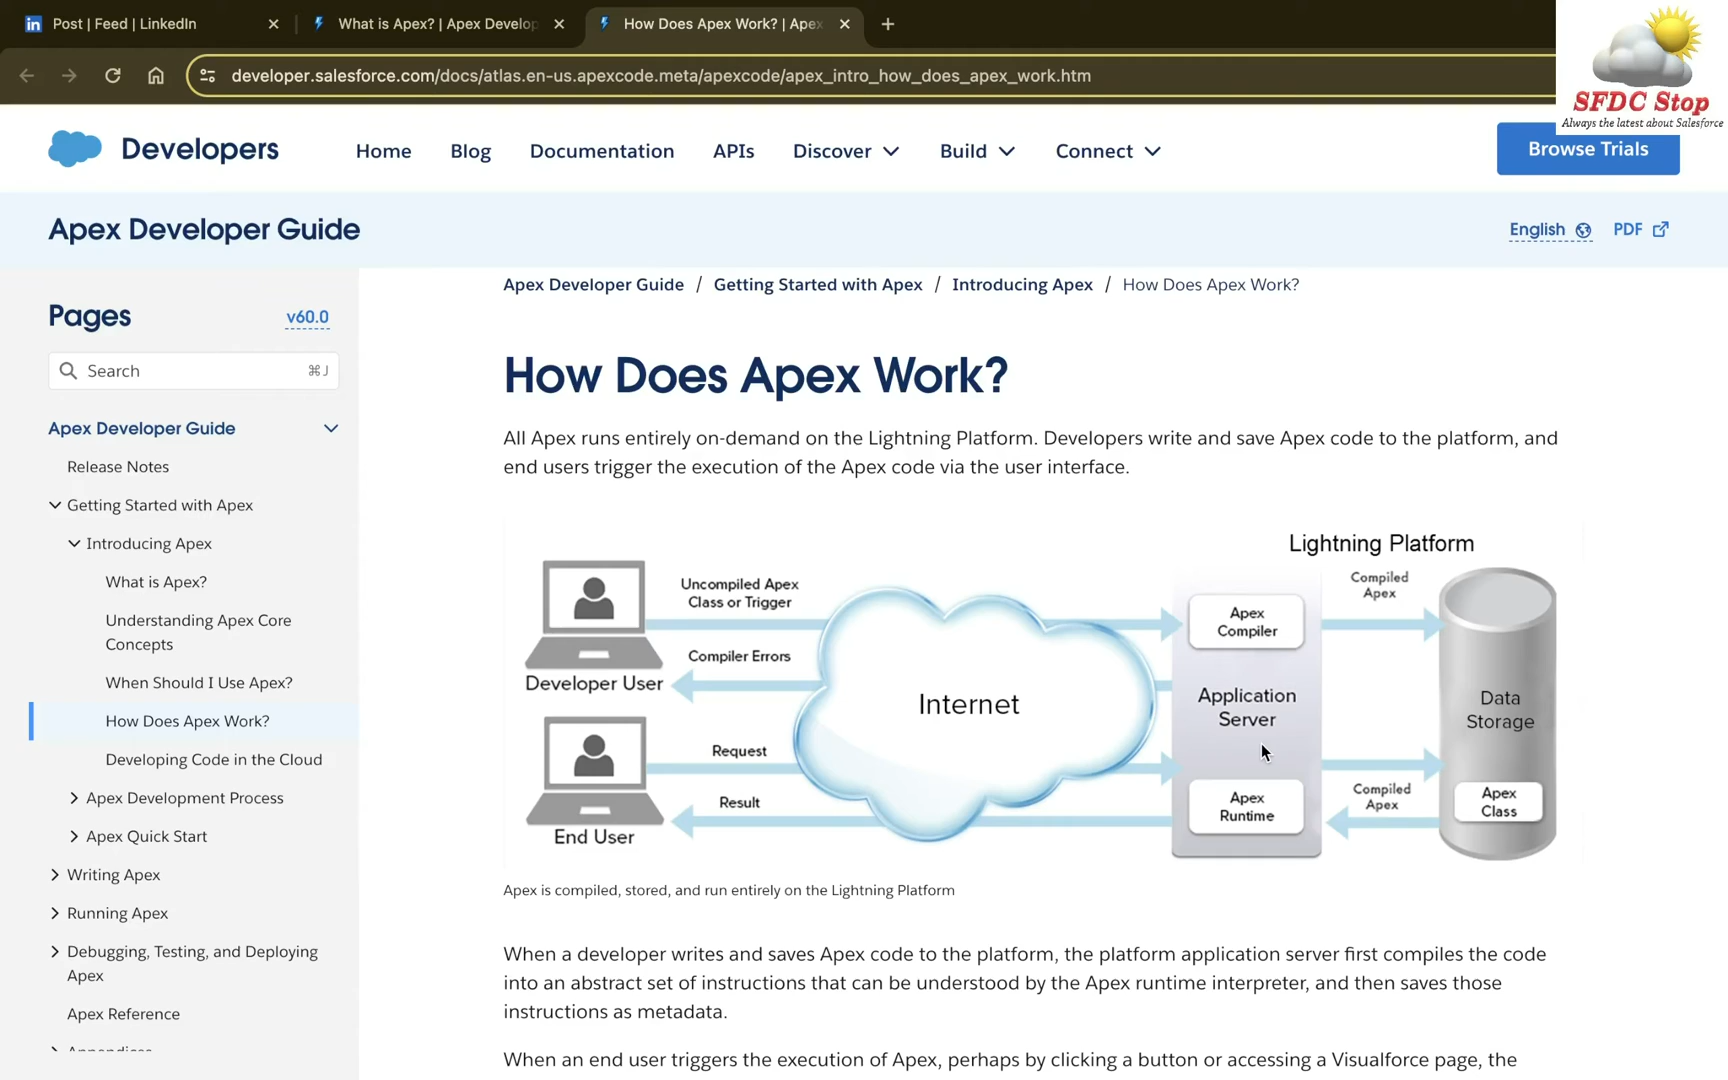 Post | Feed | LinkedIn
What is Apex? | Apex Develop
How Does Apex Work? | Apex
developer.salesforce.com/docs/atlas.en-us.apexcode.meta/apexcode/apex_intro_how_does_apex_work.htm
SFDC Stop
Always the latest about Salesforce
Developers
Home
Blog
Documentation
APIs
Discover
Build
Connect
Browse Trials
Apex Developer Guide
English
PDF
Pages
v60.0
Search
⌘J
Apex Developer Guide
Release Notes
Getting Started with Apex
Introducing Apex
What is Apex?
Understanding Apex Core
Concepts
When Should I Use Apex?
How Does Apex Work?
Developing Code in the Cloud
Apex Development Process
Apex Quick Start
Writing Apex
Running Apex
Debugging, Testing, and Deploying
Apex
Apex Reference
Appendices
Apex Developer Guide / Getting Started with Apex / Introducing Apex / How Does Apex Work?
How Does Apex Work?
All Apex runs entirely on-demand on the Lightning Platform. Developers write and save Apex code to the platform, and
end users trigger the execution of the Apex code via the user interface.
Lightning Platform
Uncompiled Apex
Class or Trigger
Compiler Errors
Developer User
Request
Result
End User
Internet
Apex
Compiler
Application
Server
Apex
Runtime
Compiled
Apex
Data
Storage
Compiled
Apex
Apex
Class
Apex is compiled, stored, and run entirely on the Lightning Platform
When a developer writes and saves Apex code to the platform, the platform application server first compiles the code
into an abstract set of instructions that can be understood by the Apex runtime interpreter, and then saves those
instructions as metadata.
When an end user triggers the execution of Apex, perhaps by clicking a button or accessing a Visualforce page, the